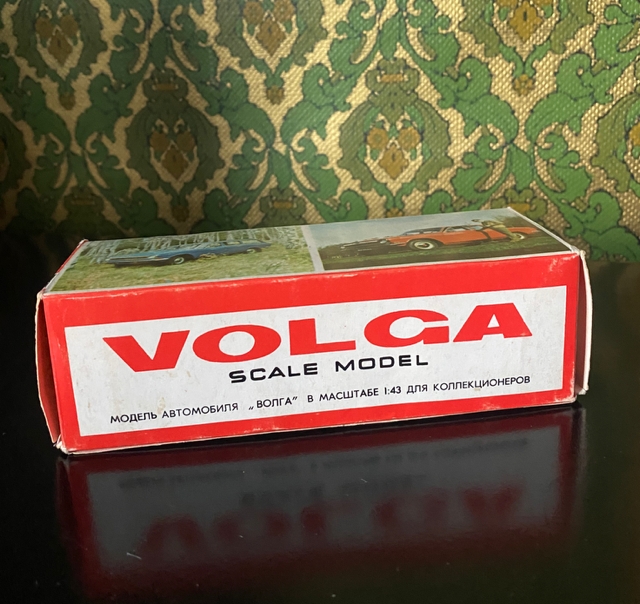 VOLGA
SCALE MODEL
МОДЕЛЬ АВТОМОБИЛЯ „ВОЛГА" В МАСШТАБЕ 1:43 ДЛЯ КОЛЛЕКЦИОНЕРОВ